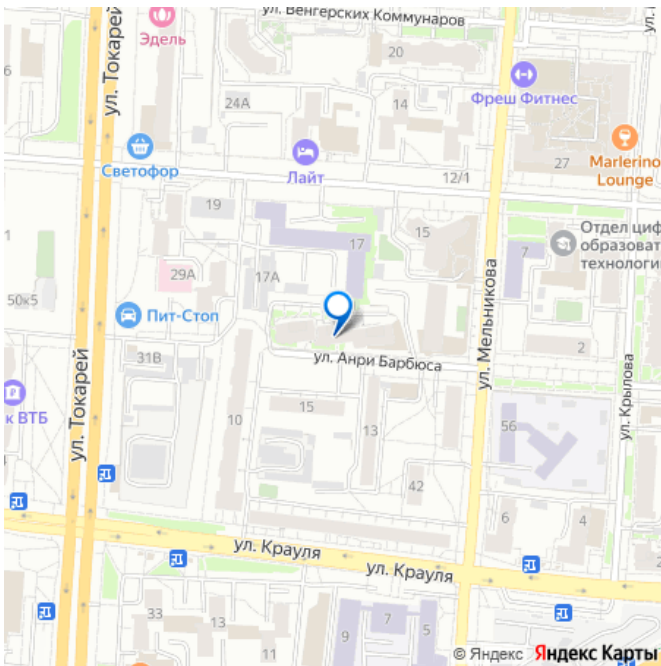 ул. Венгерских Коммунаров
Эдель
20
6
ул. Токарей
Фреш Фитнес
24А
14
Светофор
Лайт
12/1
27
Marlerino
Lounge
19
17
15
Отдел циф
образоват
технологи
7
1
29А
17А
50к5
Пит-Стоп
ул. Мельникова
31В
ул. Анри Барбюса
2
ул. Токарей
к ВТБ
10
15
13
56
ул. Крылова
42
6
4
ул. Крауля
ул. Крауля
33
13
11
9
7
5
© Яндекс Яндекс Карты